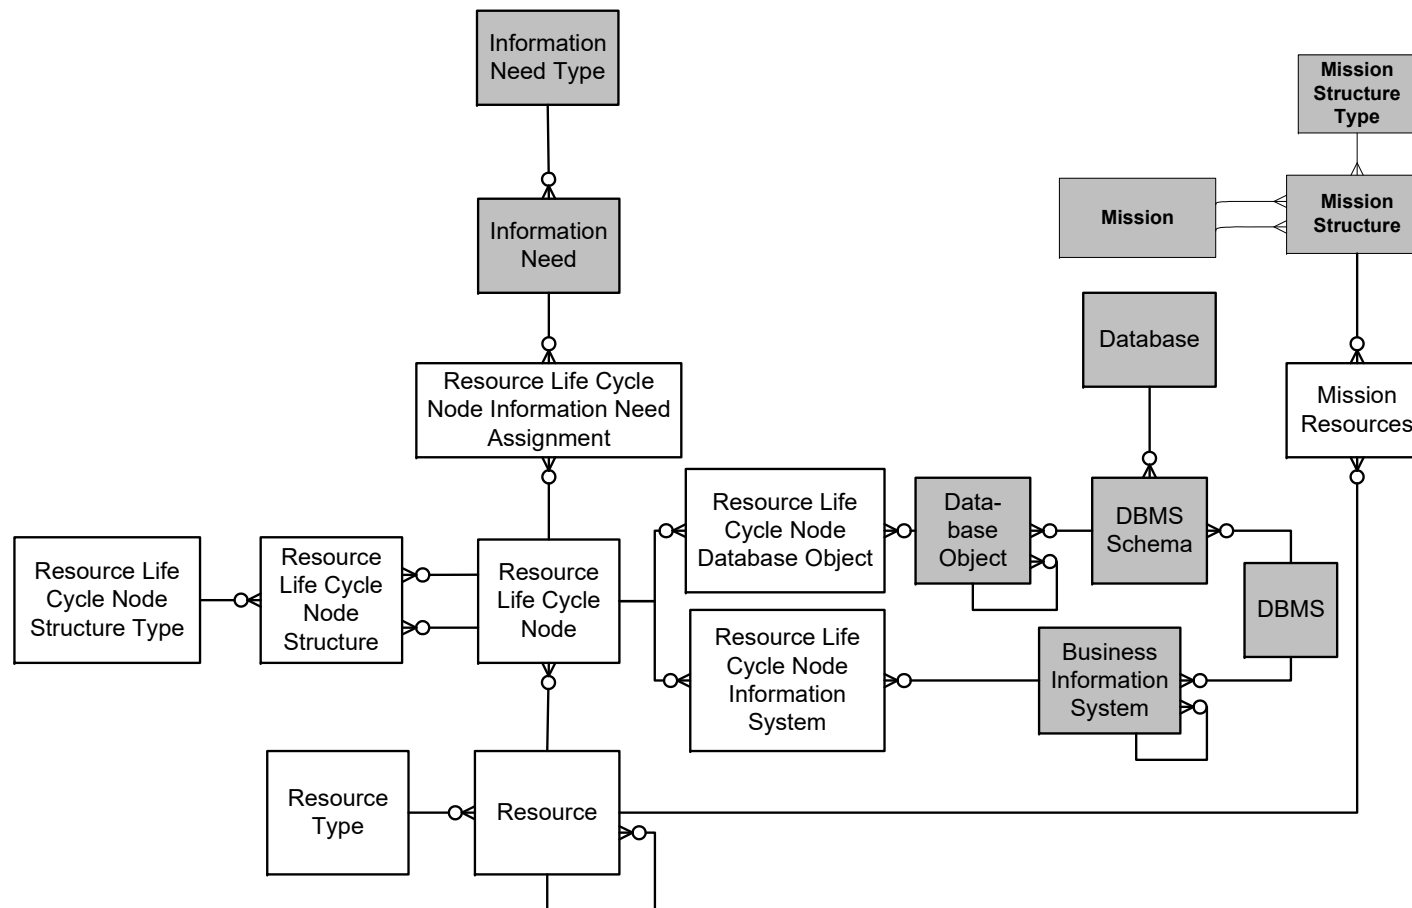 Information
Need Type
Mission
Structure
Type
Mission
Mission
Structure
Information
Need
Database
Resource Life Cycle
Node Information Need
Assignment
Mission
Resources
Resource Life
Cycle Node
Database Object
Data-
base
Object
DBMS
Schema
Resource Life
Cycle Node
Structure Type
Resource
Life Cycle
Node
Structure
Resource
Life Cycle
Node
DBMS
Resource Life
Cycle Node
Information
System
Business
Information
System
Resource
Type
Resource